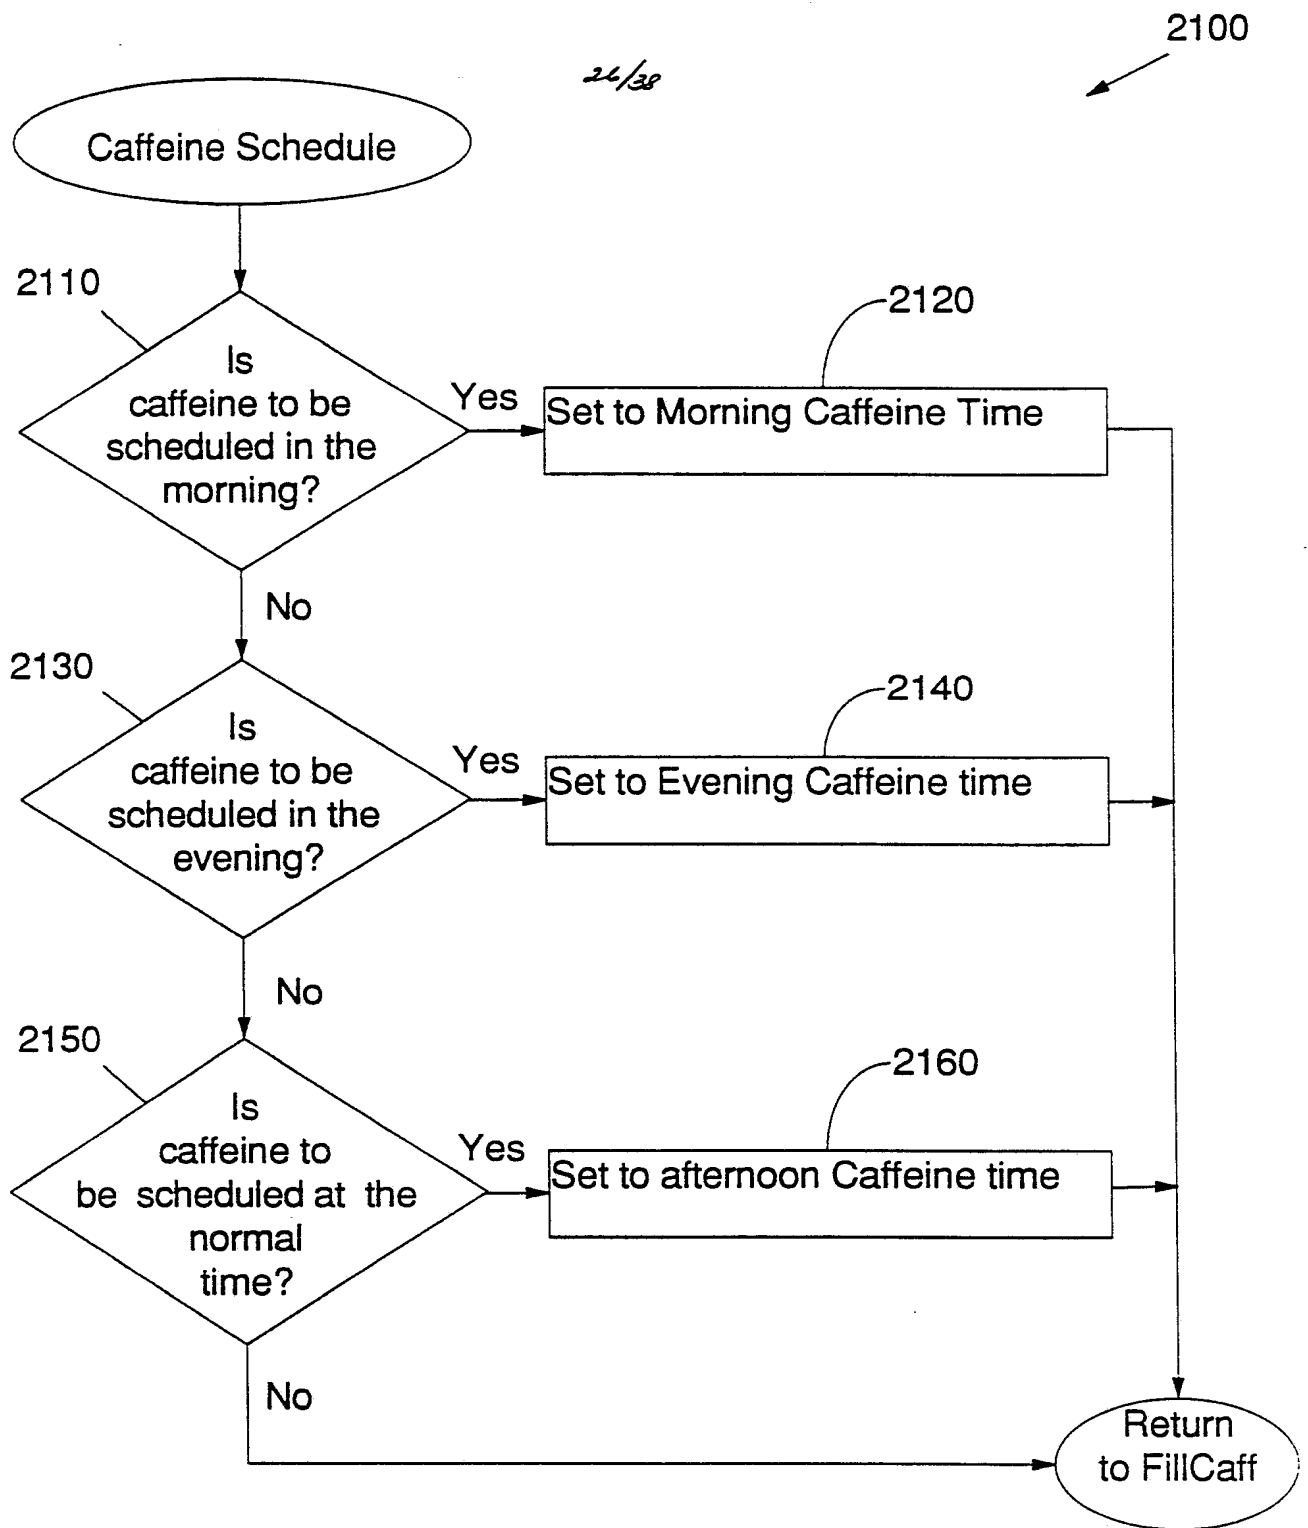 2100
26/38
Caffeine Schedule
2110
Is
caffeine to be
scheduled in the
morning?
Yes
2120
Set to Morning Caffeine Time
No
2130
Is
caffeine to be
scheduled in the
evening?
Yes
2140
Set to Evening Caffeine time
No
2150
Is
caffeine to
be scheduled at the
normal
time?
Yes
2160
Set to afternoon Caffeine time
No
Return
to FillCaff